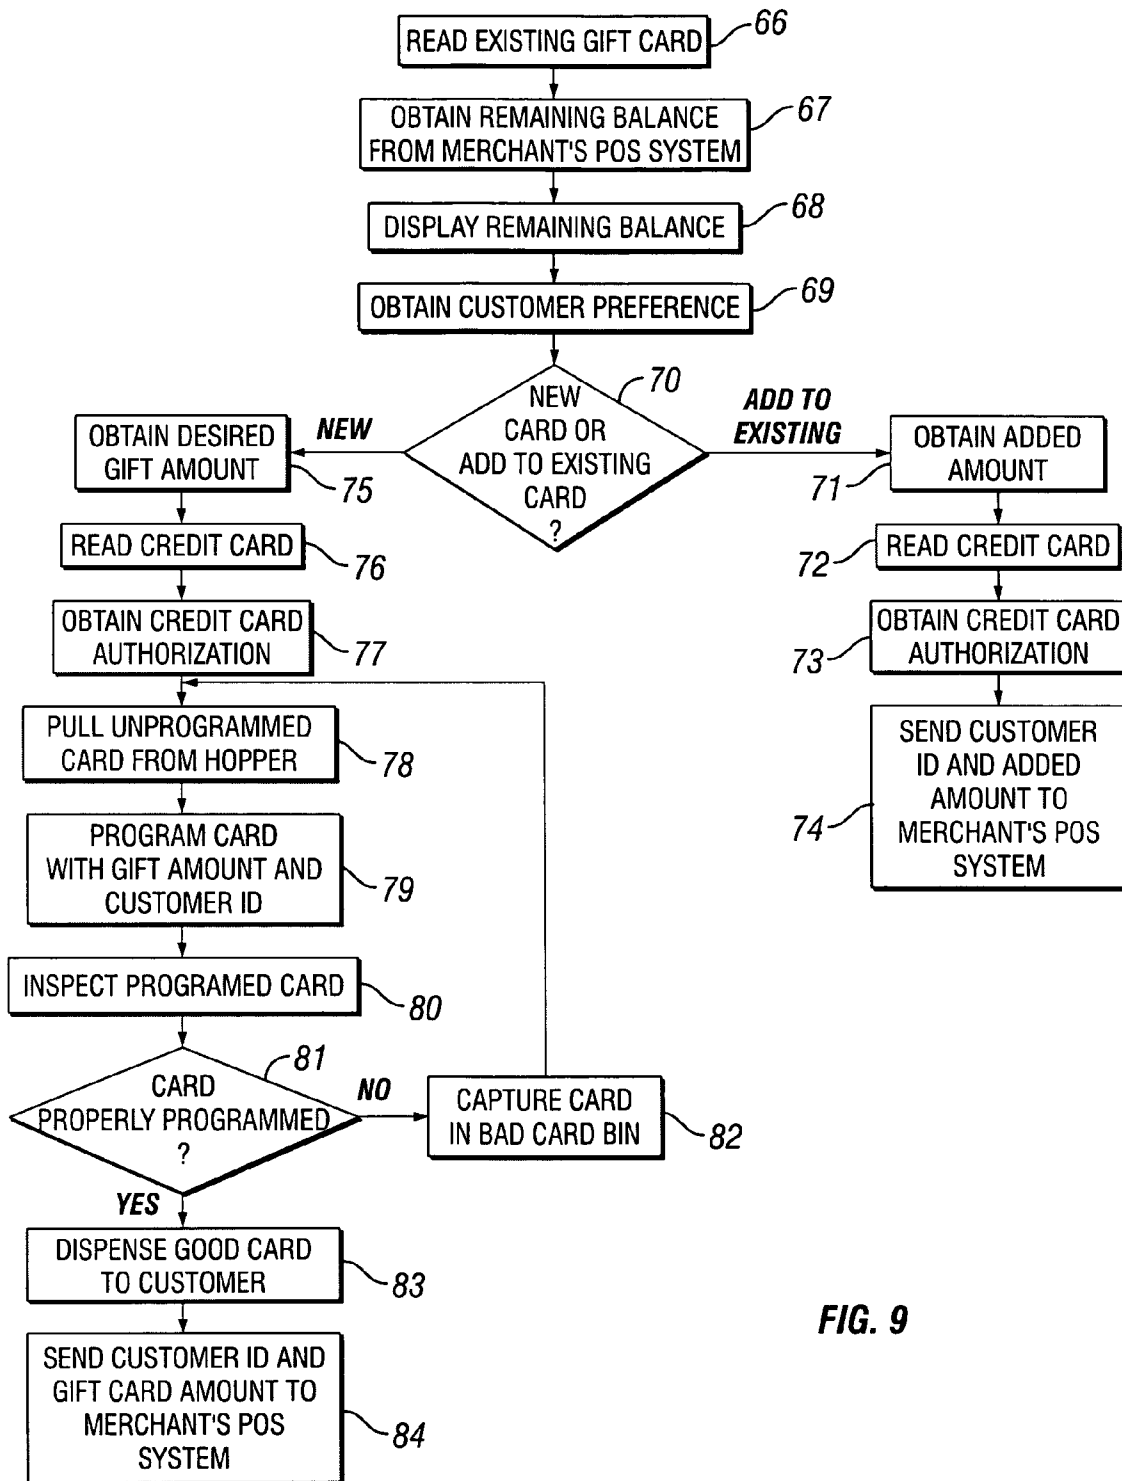 READ EXISTING GIFT CARD
66
OBTAIN REMAINING BALANCE
FROM MERCHANT'S POS SYSTEM
67
DISPLAY REMAINING BALANCE
68
OBTAIN CUSTOMER PREFERENCE
69
NEW
CARD OR
ADD TO EXISTING
CARD
?
70
NEW
ADD TO
EXISTING
OBTAIN DESIRED
GIFT AMOUNT
75
READ CREDIT CARD
76
OBTAIN CREDIT CARD
AUTHORIZATION
77
PULL UNPROGRAMMED
CARD FROM HOPPER
78
PROGRAM CARD
WITH GIFT AMOUNT AND
CUSTOMER ID
79
INSPECT PROGRAMED CARD
80
CARD
PROPERLY PROGRAMMED
?
81
NO
CAPTURE CARD
IN BAD CARD BIN
82
YES
DISPENSE GOOD CARD
TO CUSTOMER
83
SEND CUSTOMER ID AND
GIFT CARD AMOUNT TO
MERCHANT'S POS
SYSTEM
84
OBTAIN ADDED
AMOUNT
71
READ CREDIT CARD
72
OBTAIN CREDIT CARD
AUTHORIZATION
73
SEND CUSTOMER
ID AND ADDED
AMOUNT TO
MERCHANT'S POS
SYSTEM
74
FIG. 9